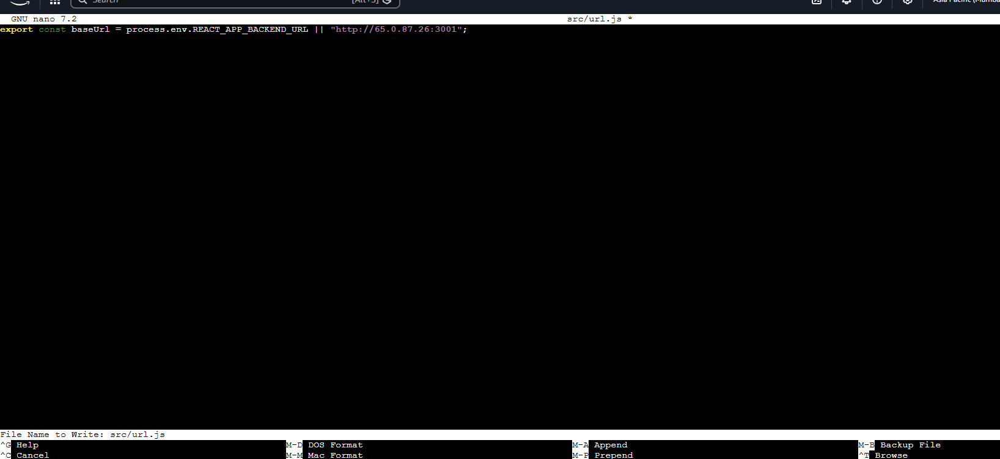 Search [Alt+S] Asia Pacific (Mumba
GNU nano 7.2 src/url.js *
export const baseUrl = process.env.REACT_APP_BACKEND_URL || "http://65.0.87.26:3001";
File Name to Write: src/url.js
^G Help M-D DOS Format M-A Append M-B Backup File
^C Cancel M-M Mac Format M-P Prepend ^T Browse